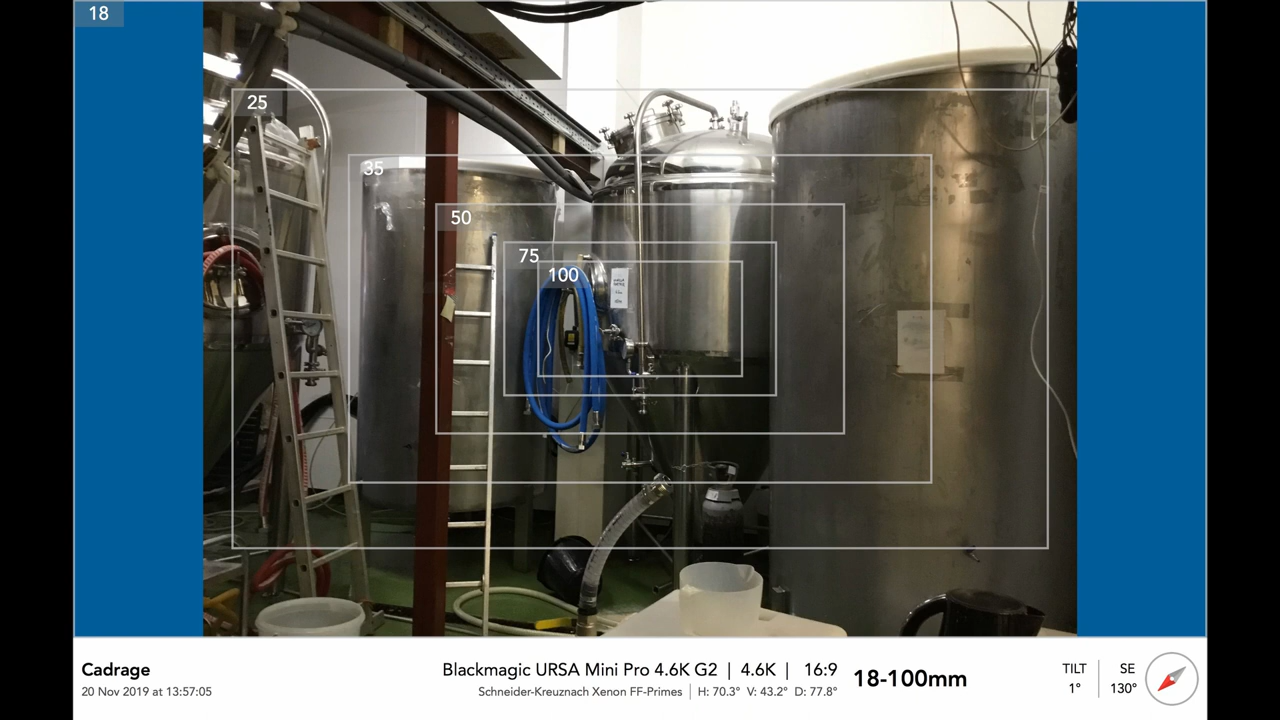 18
25
35
50
75
100
Cadrage
20 Nov 2019 at 13:57:05
Blackmagic URSA Mini Pro 4.6K G2 | 4.6K | 16:9
Schneider-Kreuznach Xenon FF-Primes | H: 70.3° V: 43.2° D: 77.8°
18-100mm
TILT
1°
SE
130°